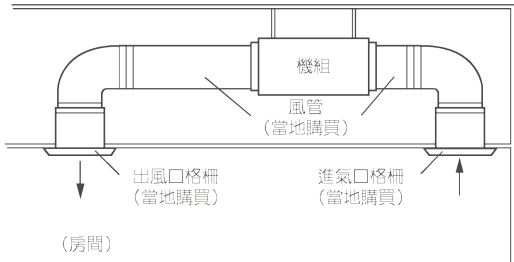 機組
風管
（當地購買）
出風口格柵
（當地購買）
進氣口格柵
（當地購買）
（房間）